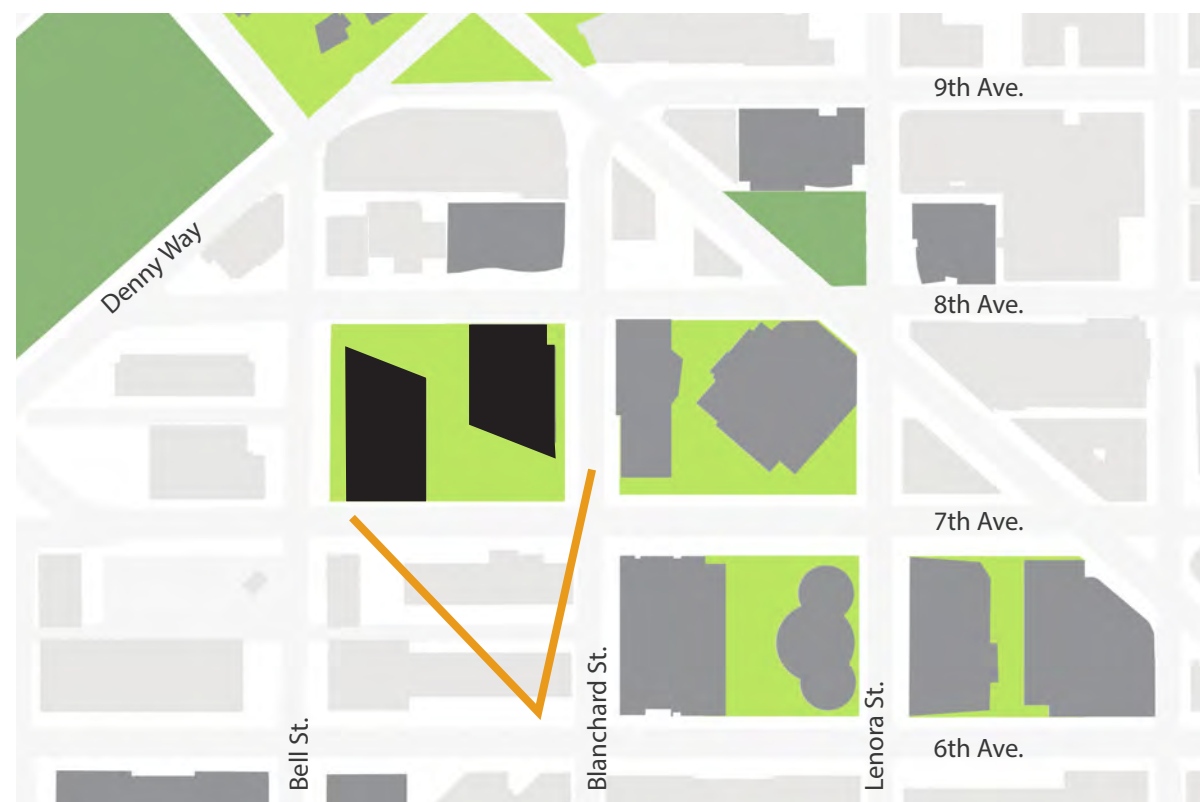 9th Ave.
Denny Way
8th Ave.
7th Ave.
Bell St.
Blanchard St.
Lenora St.
6th Ave.